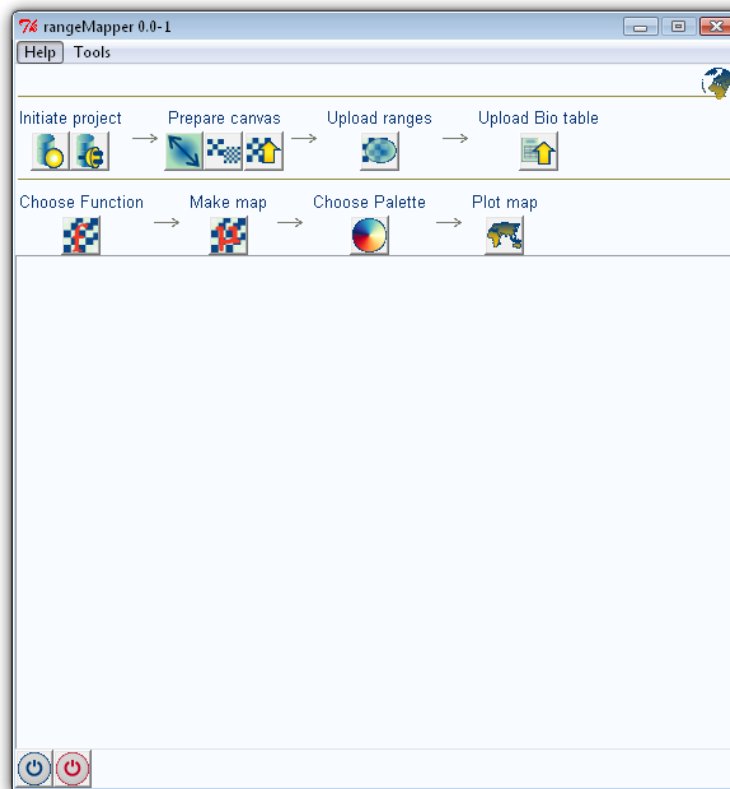 rangeMapper 0.0-1
Help Tools
Initiate project Prepare canvas Upload ranges Upload Bio table
Choose Function Make map Choose Palette Plot map
f μ